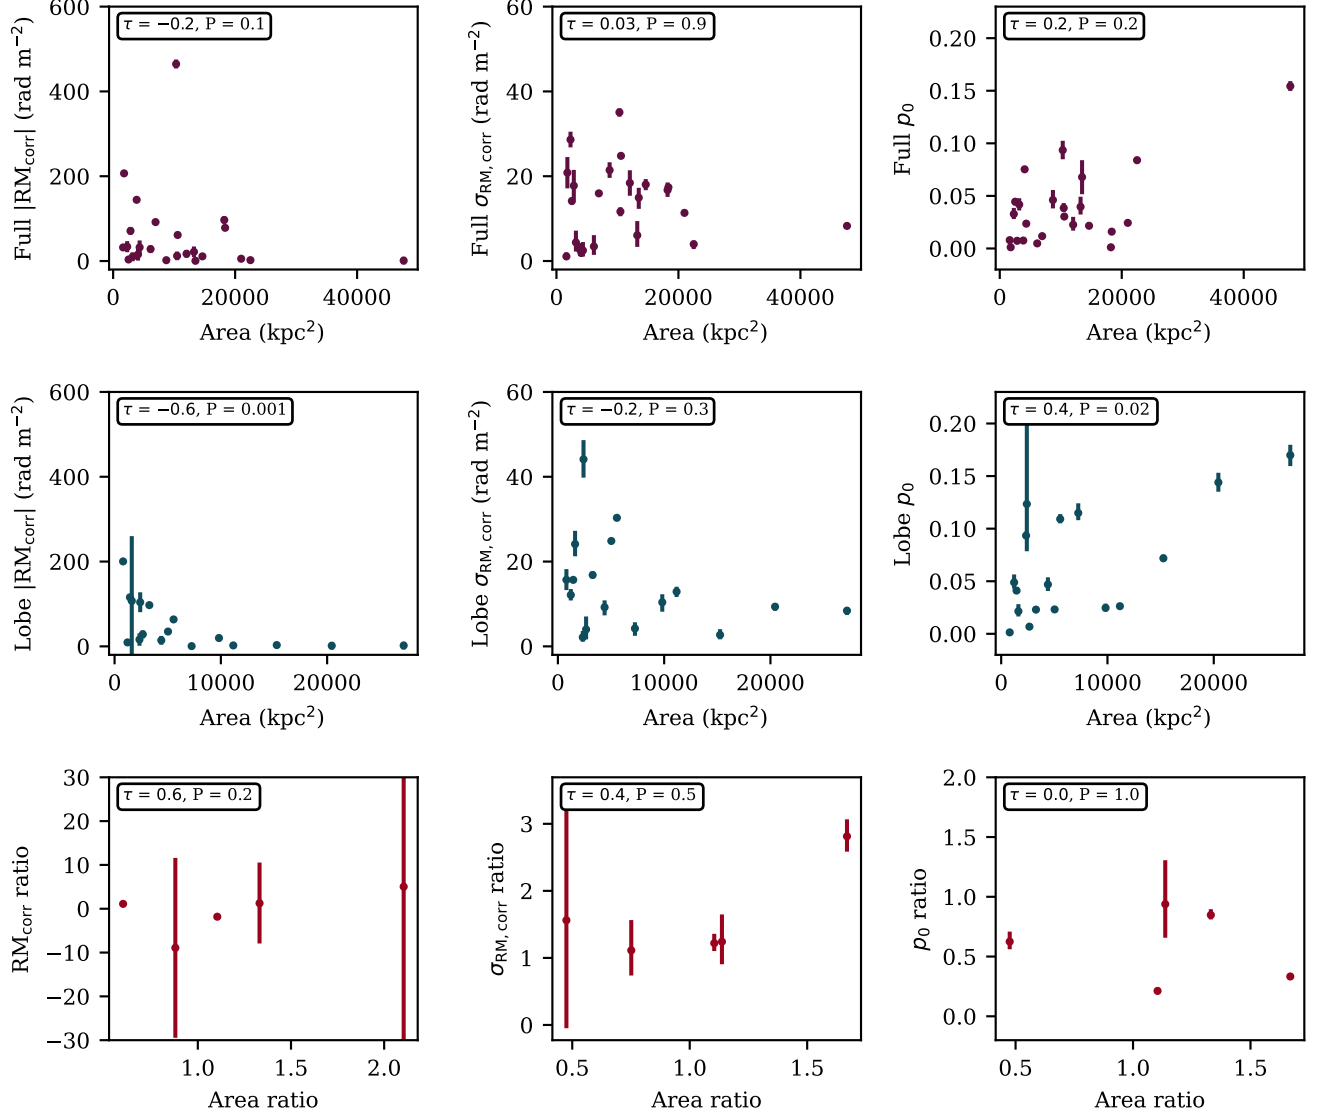 τ = −0.2, P = 0.1
Full |RM_corr| (rad m⁻²)
600
400
200
0
0 20000 40000
Area (kpc²)
τ = 0.03, P = 0.9
Full σ_RM, corr (rad m⁻²)
60
40
20
0
0 20000 40000
Area (kpc²)
τ = 0.2, P = 0.2
Full p₀
0.20
0.15
0.10
0.05
0.00
0 20000 40000
Area (kpc²)
τ = −0.6, P = 0.001
Lobe |RM_corr| (rad m⁻²)
600
400
200
0
0 10000 20000
Area (kpc²)
τ = −0.2, P = 0.3
Lobe σ_RM, corr (rad m⁻²)
60
40
20
0
0 10000 20000
Area (kpc²)
τ = 0.4, P = 0.02
Lobe p₀
0.20
0.15
0.10
0.05
0.00
0 10000 20000
Area (kpc²)
τ = 0.6, P = 0.2
RM_corr ratio
30
20
10
0
−10
−20
−30
1.0 1.5 2.0
Area ratio
τ = 0.4, P = 0.5
σ_RM, corr ratio
3
2
1
0
0.5 1.0 1.5
Area ratio
τ = 0.0, P = 1.0
p₀ ratio
2.0
1.5
1.0
0.5
0.0
0.5 1.0 1.5
Area ratio